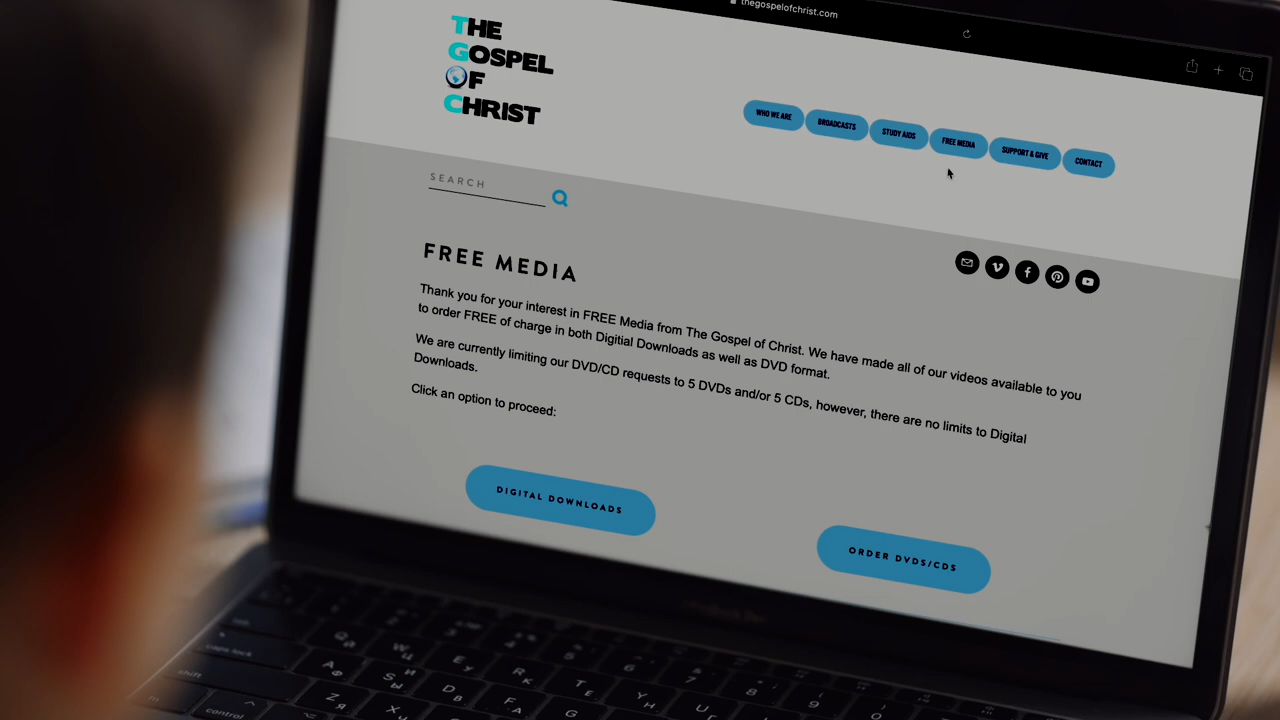 thegospelofchrist.com
THE
GOSPEL
OF
CHRIST
WHO WE ARE
BROADCASTS
STUDY AIDS
FREE MEDIA
SUPPORT & GIVE
CONTACT
SEARCH
FREE MEDIA
Thank you for your interest in FREE Media from The Gospel of Christ. We have made all of our videos available to you
to order FREE of charge in both Digitial Downloads as well as DVD format.
We are currently limiting our DVD/CD requests to 5 DVDs and/or 5 CDs, however, there are no limits to Digital
Downloads.
Click an option to proceed:
DIGITAL DOWNLOADS
ORDER DVDS/CDS
caps lock
shift
control